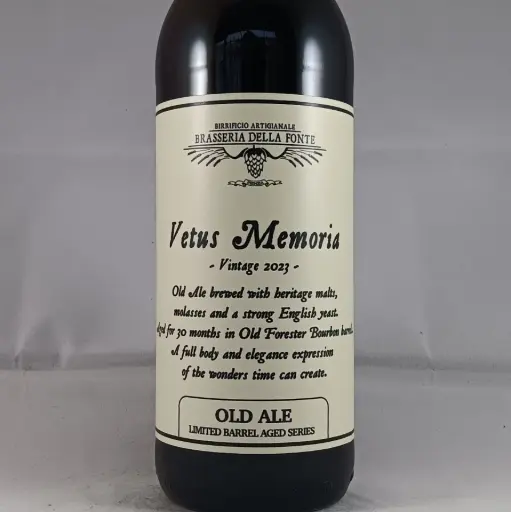 BIRRIFICIO ARTIGIANALE
BRASSERIA DELLA FONTE
Vetus Memoria
- Vintage 2023 -
Old Ale brewed with heritage malts,
molasses and a strong English yeast.
Aged for 30 months in Old Forester Bourbon barrel.
A full body and elegance expression
of the wonders time can create.
OLD ALE
LIMITED BARREL AGED SERIES